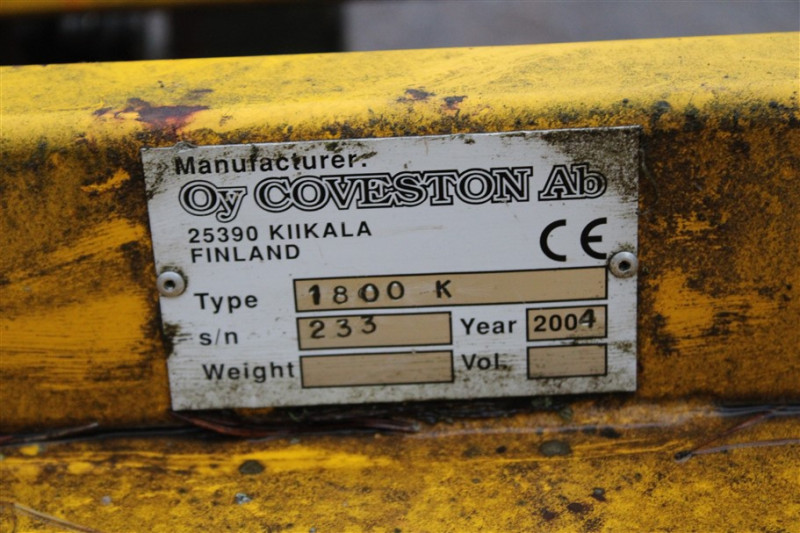 Manufacturer:
Oy COVESTON Ab
25390 KIIKALA
FINLAND
CE
Type 1800 K
s/n 233 Year 2004
Weight Vol.